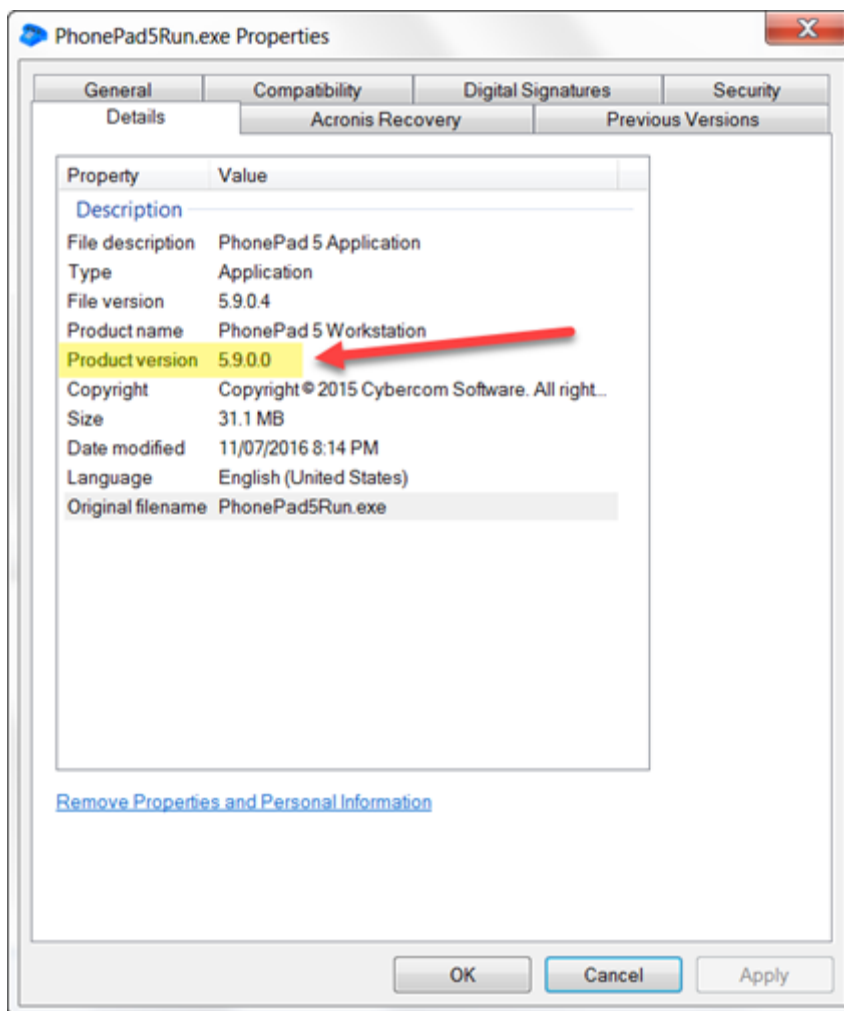 PhonePad5Run.exe Properties
General Compatibility Digital Signatures Security
Details Acronis Recovery Previous Versions
Property Value
Description
File description PhonePad 5 Application
Type Application
File version 5.9.0.4
Product name PhonePad 5 Workstation
Product version 5.9.0.0
Copyright Copyright © 2015 Cybercom Software. All right...
Size 31.1 MB
Date modified 11/07/2016 8:14 PM
Language English (United States)
Original filename PhonePad5Run.exe
Remove Properties and Personal Information
OK Cancel Apply